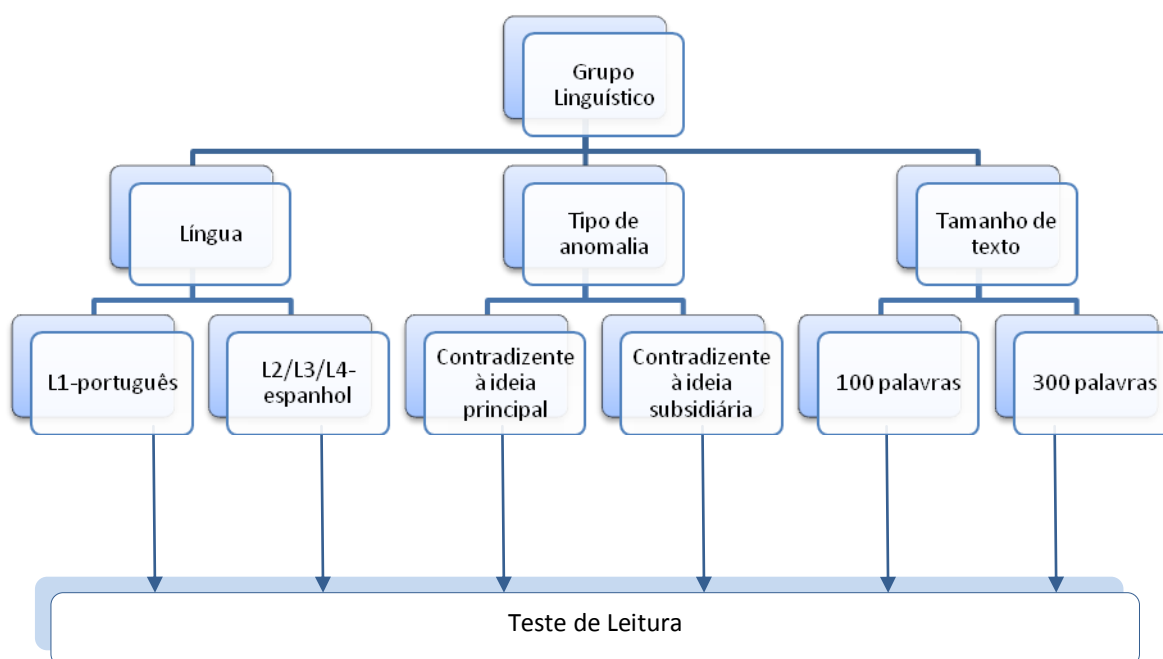 Grupo
Linguístico
Língua
Tipo de
anomalia
Tamanho de
texto
L1-português
L2/L3/L4-
espanhol
Contradizente
à ideia
principal
Contradizente
à ideia
subsidiária
100 palavras
300 palavras
Teste de Leitura